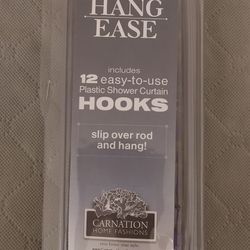 HANG
EASE
includes
12 easy-to-use
Plastic Shower Curtain
HOOKS
slip over rod
and hang!
CARNATION
HOME FASHIONS